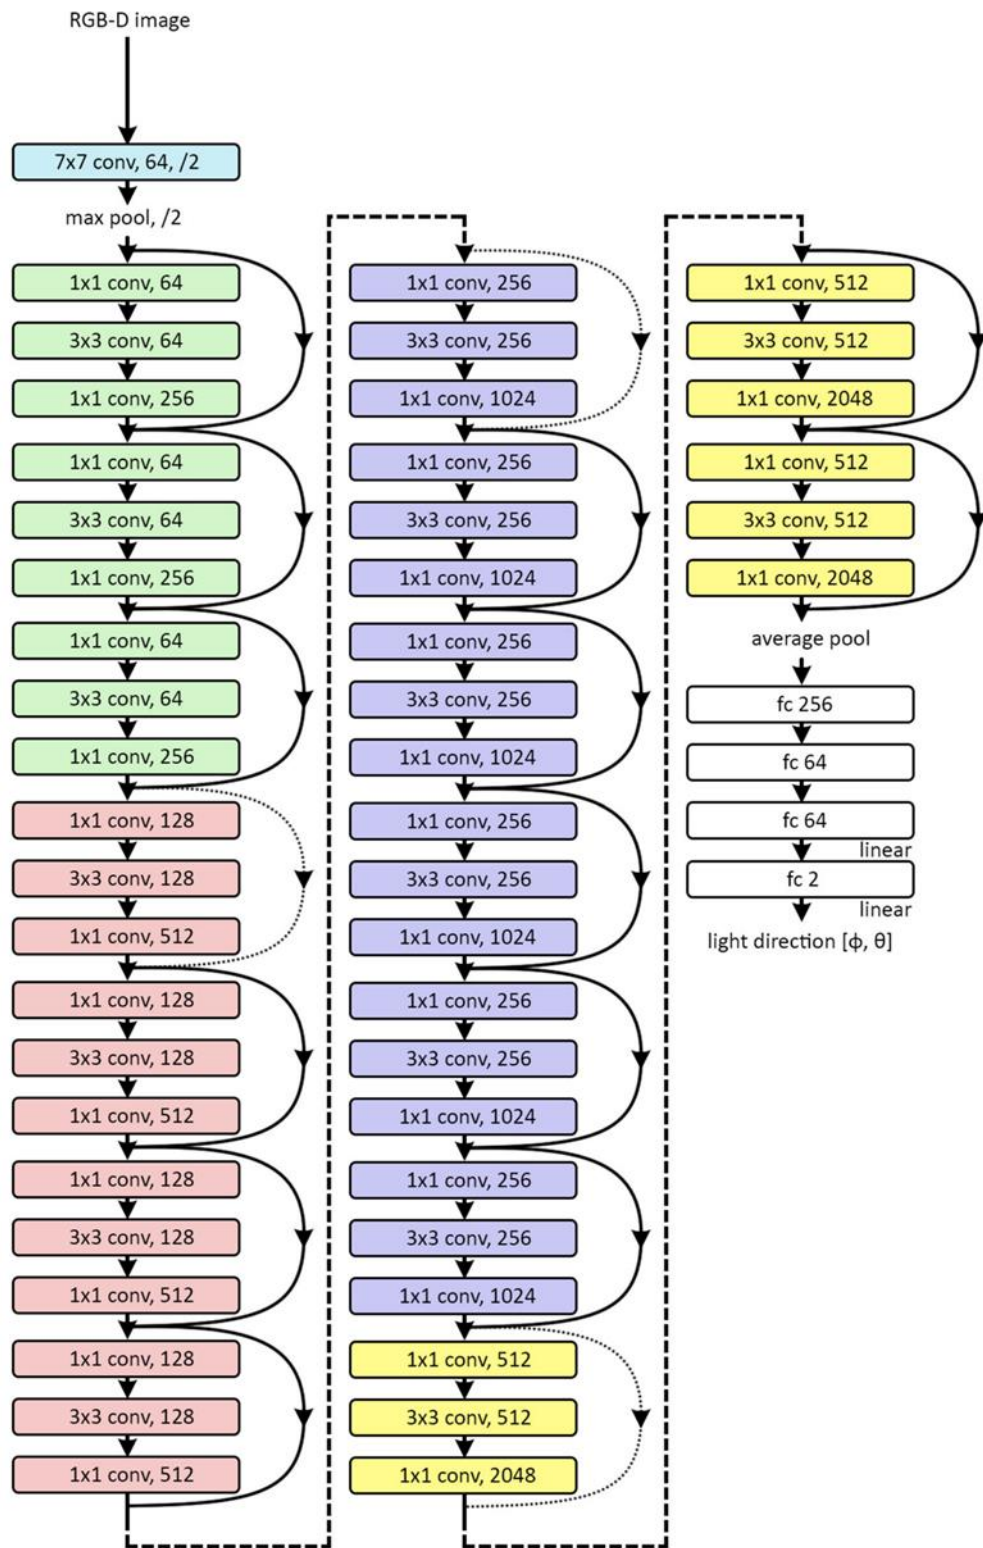 RGB-D image
7x7 conv, 64, /2
max pool, /2
1x1 conv, 64
3x3 conv, 64
1x1 conv, 256
1x1 conv, 64
3x3 conv, 64
1x1 conv, 256
1x1 conv, 64
3x3 conv, 64
1x1 conv, 256
1x1 conv, 128
3x3 conv, 128
1x1 conv, 512
1x1 conv, 128
3x3 conv, 128
1x1 conv, 512
1x1 conv, 128
3x3 conv, 128
1x1 conv, 512
1x1 conv, 128
3x3 conv, 128
1x1 conv, 512
1x1 conv, 256
3x3 conv, 256
1x1 conv, 1024
1x1 conv, 256
3x3 conv, 256
1x1 conv, 1024
1x1 conv, 256
3x3 conv, 256
1x1 conv, 1024
1x1 conv, 256
3x3 conv, 256
1x1 conv, 1024
1x1 conv, 256
3x3 conv, 256
1x1 conv, 1024
1x1 conv, 256
3x3 conv, 256
1x1 conv, 1024
1x1 conv, 512
3x3 conv, 512
1x1 conv, 2048
1x1 conv, 512
3x3 conv, 512
1x1 conv, 2048
1x1 conv, 512
3x3 conv, 512
1x1 conv, 2048
average pool
fc 256
fc 64
fc 64
linear
fc 2
linear
light direction [ϕ, θ]